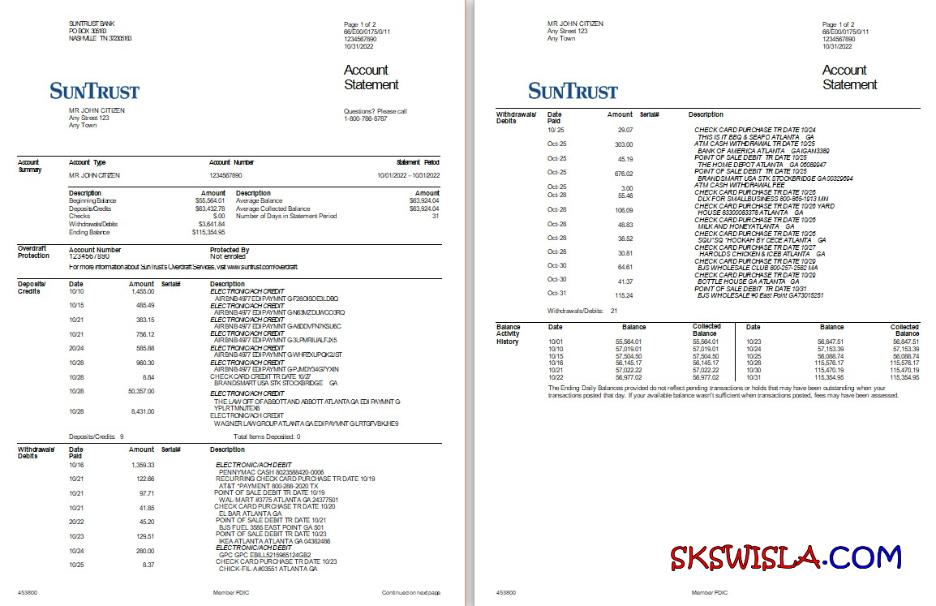 SUNTRUST BANK
PO BOX 305183
NASHVILLE TN 372305183
Page 1 of 2
66/E00/0175/0/11
1234567890
10/31/2022
Account
Statement
SUNTRUST
MR JOHN CITIZEN
Any Street 123
Any Town
Questions? Please call
1-800-786-8787
Account
Summary
Account Type Account Number Statement Period
MR JOHN CITIZEN 1234567890 10/01/2022 – 10/31/2022
Description Amount Description Amount
Beginning Balance $55,564.01 Average Balance $63,924.04
Deposits/Credits $63,432.78 Average Collected Balance $63,924.04
Checks $.00 Number of Days in Statement Period 31
Withdrawals/Debits $3,641.84
Ending Balance $115,354.95
Overdraft
Protection
Account Number Protected By
1234567890 Not enrolled
For more information about SunTrust's Overdraft Services, visit www.suntrust.com/overdraft.
Deposits/
Credits
Date Amount Serial# Description
10/10 1,455.00 ELECTRONIC/ACH CREDIT
AIRBNB 4977 EDI PAYMNT
10/15 485.49 ELECTRONIC/ACH CREDIT
AIRBNB 4977 EDI PAYMNT
10/21 383.15 ELECTRONIC/ACH CREDIT
AIRBNB 4977 EDI PAYMNT
10/21 756.12 ELECTRONIC/ACH CREDIT
AIRBNB 4977 EDI PAYMNT
20/24 585.88 ELECTRONIC/ACH CREDIT
AIRBNB 4977 EDI PAYMNT
10/28 980.30 ELECTRONIC/ACH CREDIT
AIRBNB 4977 EDI PAYMNT
10/28 8.84 CHECK CARD CREDIT TR DATE 10/27
BRANDSMART USA STK STOCKBRIDGE GA
10/28 50,357.00 ELECTRONIC/ACH CREDIT
THE LAW OFF OF ABBOTT AND ABBOTT ATLANTA GA EDI PAYMNT G
YPLRTMNJTEX6
10/28 8,431.00 ELECTRONIC/ACH CREDIT
WAGNER LAW GROUP ATLANTA GA EDI PAYMNT
Deposits/Credits 9 Total Items Deposited: 0
Withdrawals/
Debits
Date
Paid
Amount Serial# Description
10/16 1,359.33 ELECTRONIC/ACH DEBIT
PENNYMAC CASH 8023588420-0006
10/21 122.66 RECURRING CHECK CARD PURCHASE TR DATE 10/19
AT&T *PAYMENT 800-288-2020 TX
10/21 97.71 POINT OF SALE DEBIT TR DATE 10/19
WAL-MART #3775 ATLANTA GA 24377501
10/21 41.85 CHECK CARD PURCHASE TR DATE 10/20
EL BAR ATLANTA GA
20/22 45.20 POINT OF SALE DEBIT TR DATE 10/21
BJS FUEL 3585 EAST POINT GA 501
10/23 129.51 POINT OF SALE DEBIT TR DATE 10/23
IKEA ATLANTA ATLANTA GA 04382486
10/24 260.00 ELECTRONIC/ACH DEBIT
GPC GPC EBILL 5215965124GB2
10/25 8.37 CHECK CARD PURCHASE TR DATE 10/23
CHICK-FIL-A #03551 ATLANTA GA
453800 Member FDIC Continued on next page
MR JOHN CITIZEN
Any Street 123
Any Town
Page 1 of 2
66/E00/0175/0/11
1234567890
10/31/2022
Account
Statement
SUNTRUST
Withdrawals/
Debits
Date
Paid
Amount Serial# Description
10/ 25 29.07 CHECK CARD PURCHASE TR DATE 10/24
THIS IT BBQ & SEAFO ATLANTA GA
Oct-25 303.00 ATM CASH WITHDRAWAL TR DATE 10/25
BANK OF AMERICA ATLANTA GAIGAN3389
Oct-25 45.19 POINT OF SALE DEBIT TR DATE 10/25
THE HOME DEPOT ATLANTA GA 06089947
Oct-25 676.02 POINT OF SALE DEBIT TR DATE 10/25
BRANDSMART USA STK STOCKBRIDGE GA 00329694
Oct-25 3.00 ATM CASH WITHDRAWAL FEE
Oct-28 55.46 CHECK CARD PURCHASE TR DATE 10/26
DLX FOR SMALLBUSINESS 800-865-1913 MN
Oct-28 106.09 CHECK CARD PURCHASE TR DATE 10/26 YARD
HOUSE 83300083378 ATLANTA GA
Oct-28 48.83 CHECK CARD PURCHASE TR DATE 10/26
MILK AND HONEY ATLANTA GA
Oct-28 38.52 CHECK CARD PURCHASE TR DATE 10/26
SQU*SQ *HOOKAH BY CECE ATLANTA GA
Oct-28 30.81 CHECK CARD PURCHASE TR DATE 10/27
HAROLDS CHICKEN & ICEB ATLANTA GA
Oct-30 64.61 CHECK CARD PURCHASE TR DATE 10/29
BJS WHOLESALE CLUB 800-257-2582 MA
Oct-30 41.37 CHECK CARD PURCHASE TR DATE 10/29
BOTTLE HOUSE GA ATLANTA GA
Oct-31 115.24 POINT OF SALE DEBIT TR DATE 10/31
BJS WHOLESALE #0 East Point GA 73015251
Withdrawals/Debits: 21
Balance
Activity
History
Date Balance Collected Balance Date Balance Collected Balance
10/01 55,564.01 55,564.01 10/23 56,847.51 56,847.51
10/10 57,019.01 57,019.01 10/24 57,153.39 57,153.39
10/15 57,504.50 57,504.50 10/25 56,088.74 56,088.74
10/16 56,145.17 56,145.17 10/28 115,576.17 115,576.17
10/21 57,022.22 57,022.22 10/30 115,470.19 115,470.19
10/22 56,977.02 56,977.02 10/31 115,354.95 115,354.95
The Ending Daily Balances provided do not reflect pending transactions or holds that may have been outstanding when your
transactions posted that day. If your available balance wasn't sufficient when transactions posted, fees may have been assessed.
SKSWISLA.COM
453800 Member FDIC